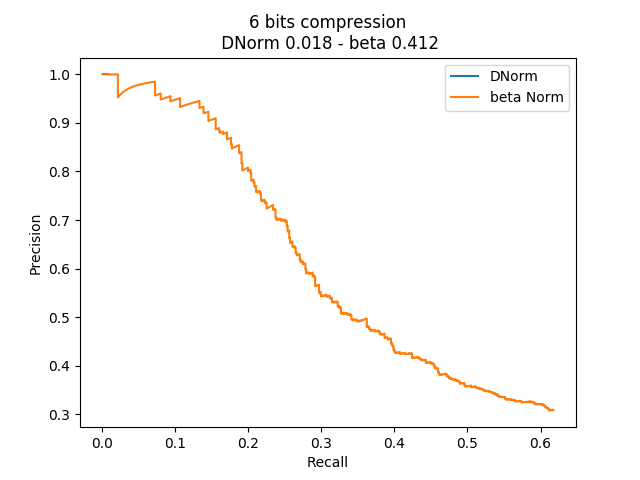 6 bits compression
DNorm 0.018 - beta 0.412
DNorm
beta Norm
1.0
0.9
0.8
0.7
0.6
0.5
0.4
0.3
Precision
0.0 0.1 0.2 0.3 0.4 0.5 0.6
Recall